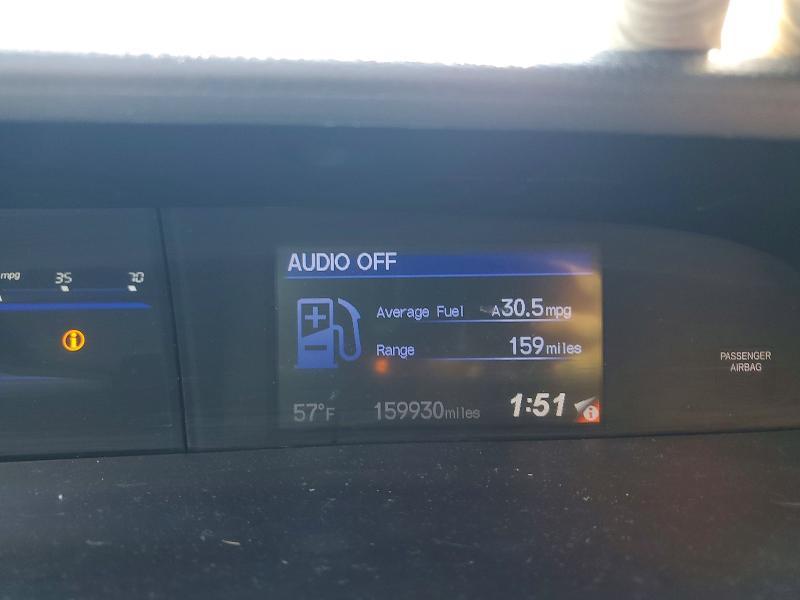 mpg 35 70
AUDIO OFF
Average Fuel A30.5mpg
Range 159miles
57°F 159930miles 1:51
PASSENGER
AIRBAG